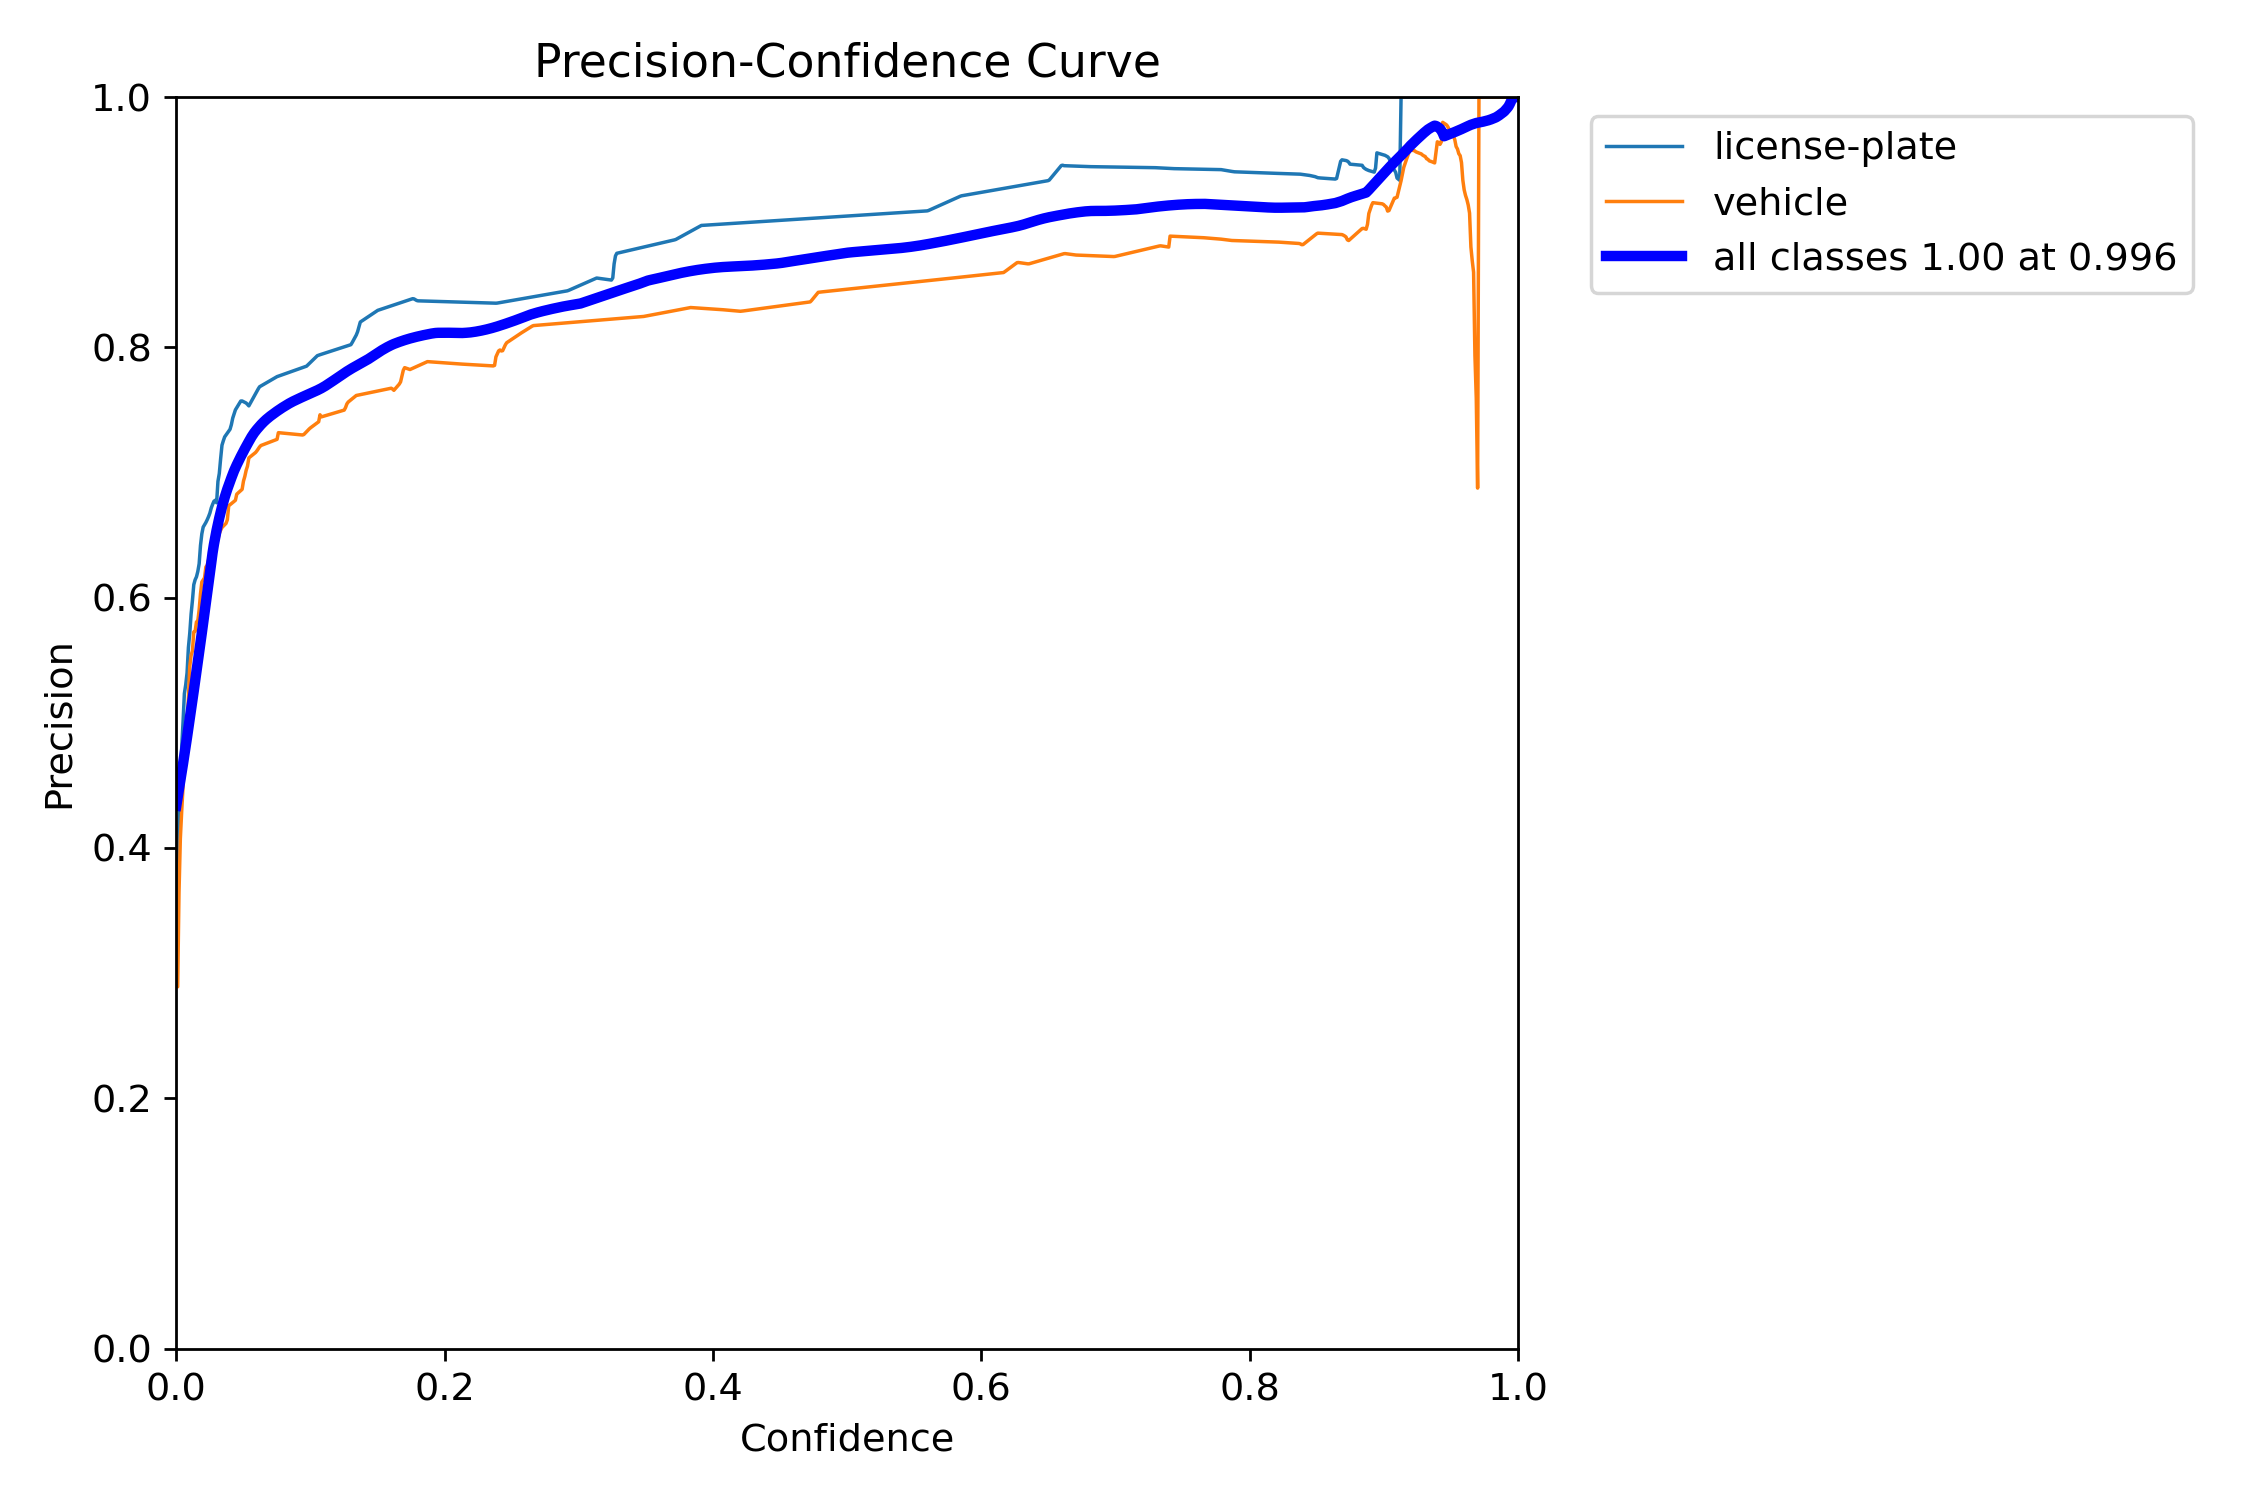 Precision-Confidence Curve
1.0
0.8
0.6
0.4
0.2
0.0
Precision
0.0 0.2 0.4 0.6 0.8 1.0
Confidence
license-plate
vehicle
all classes 1.00 at 0.996